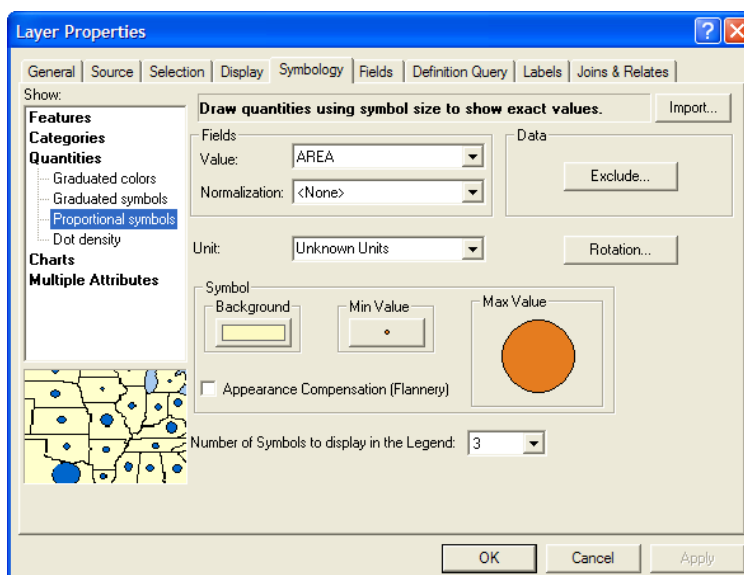 Layer Properties
General Source Selection Display Symbology Fields Definition Query Labels Joins & Relates
Show:
Features
Categories
Quantities
Graduated colors
Graduated symbols
Proportional symbols
Dot density
Charts
Multiple Attributes
Draw quantities using symbol size to show exact values.
Import...
Fields
Value: AREA
Normalization: <None>
Data
Exclude...
Unit: Unknown Units
Rotation...
Symbol
Background
Min Value
Max Value
Appearance Compensation (Flannery)
Number of Symbols to display in the Legend: 3
OK Cancel Apply